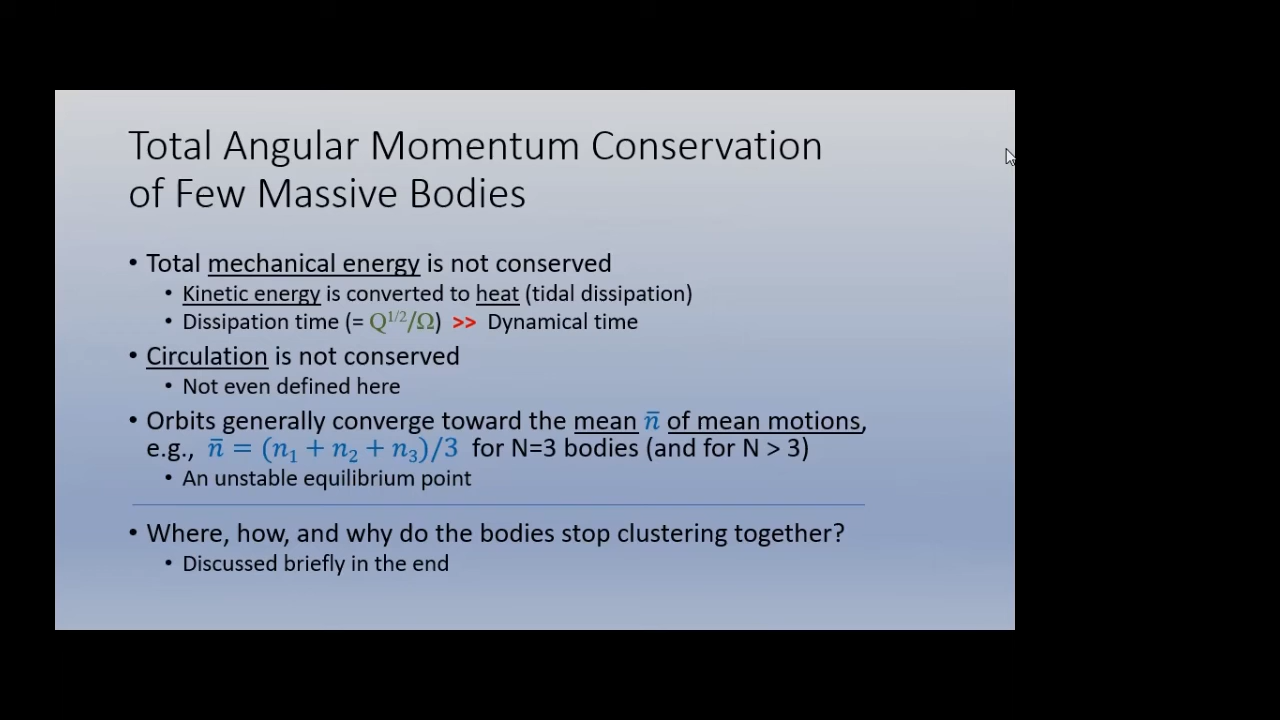 Total Angular Momentum Conservation
of Few Massive Bodies
• Total mechanical energy is not conserved
• Kinetic energy is converted to heat (tidal dissipation)
• Dissipation time (= Q^1/2/Ω) >> Dynamical time
• Circulation is not conserved
• Not even defined here
• Orbits generally converge toward the mean n̄ of mean motions,
e.g., n̄ = (n₁ + n₂ + n₃)/3 for N=3 bodies (and for N > 3)
• An unstable equilibrium point
• Where, how, and why do the bodies stop clustering together?
• Discussed briefly in the end